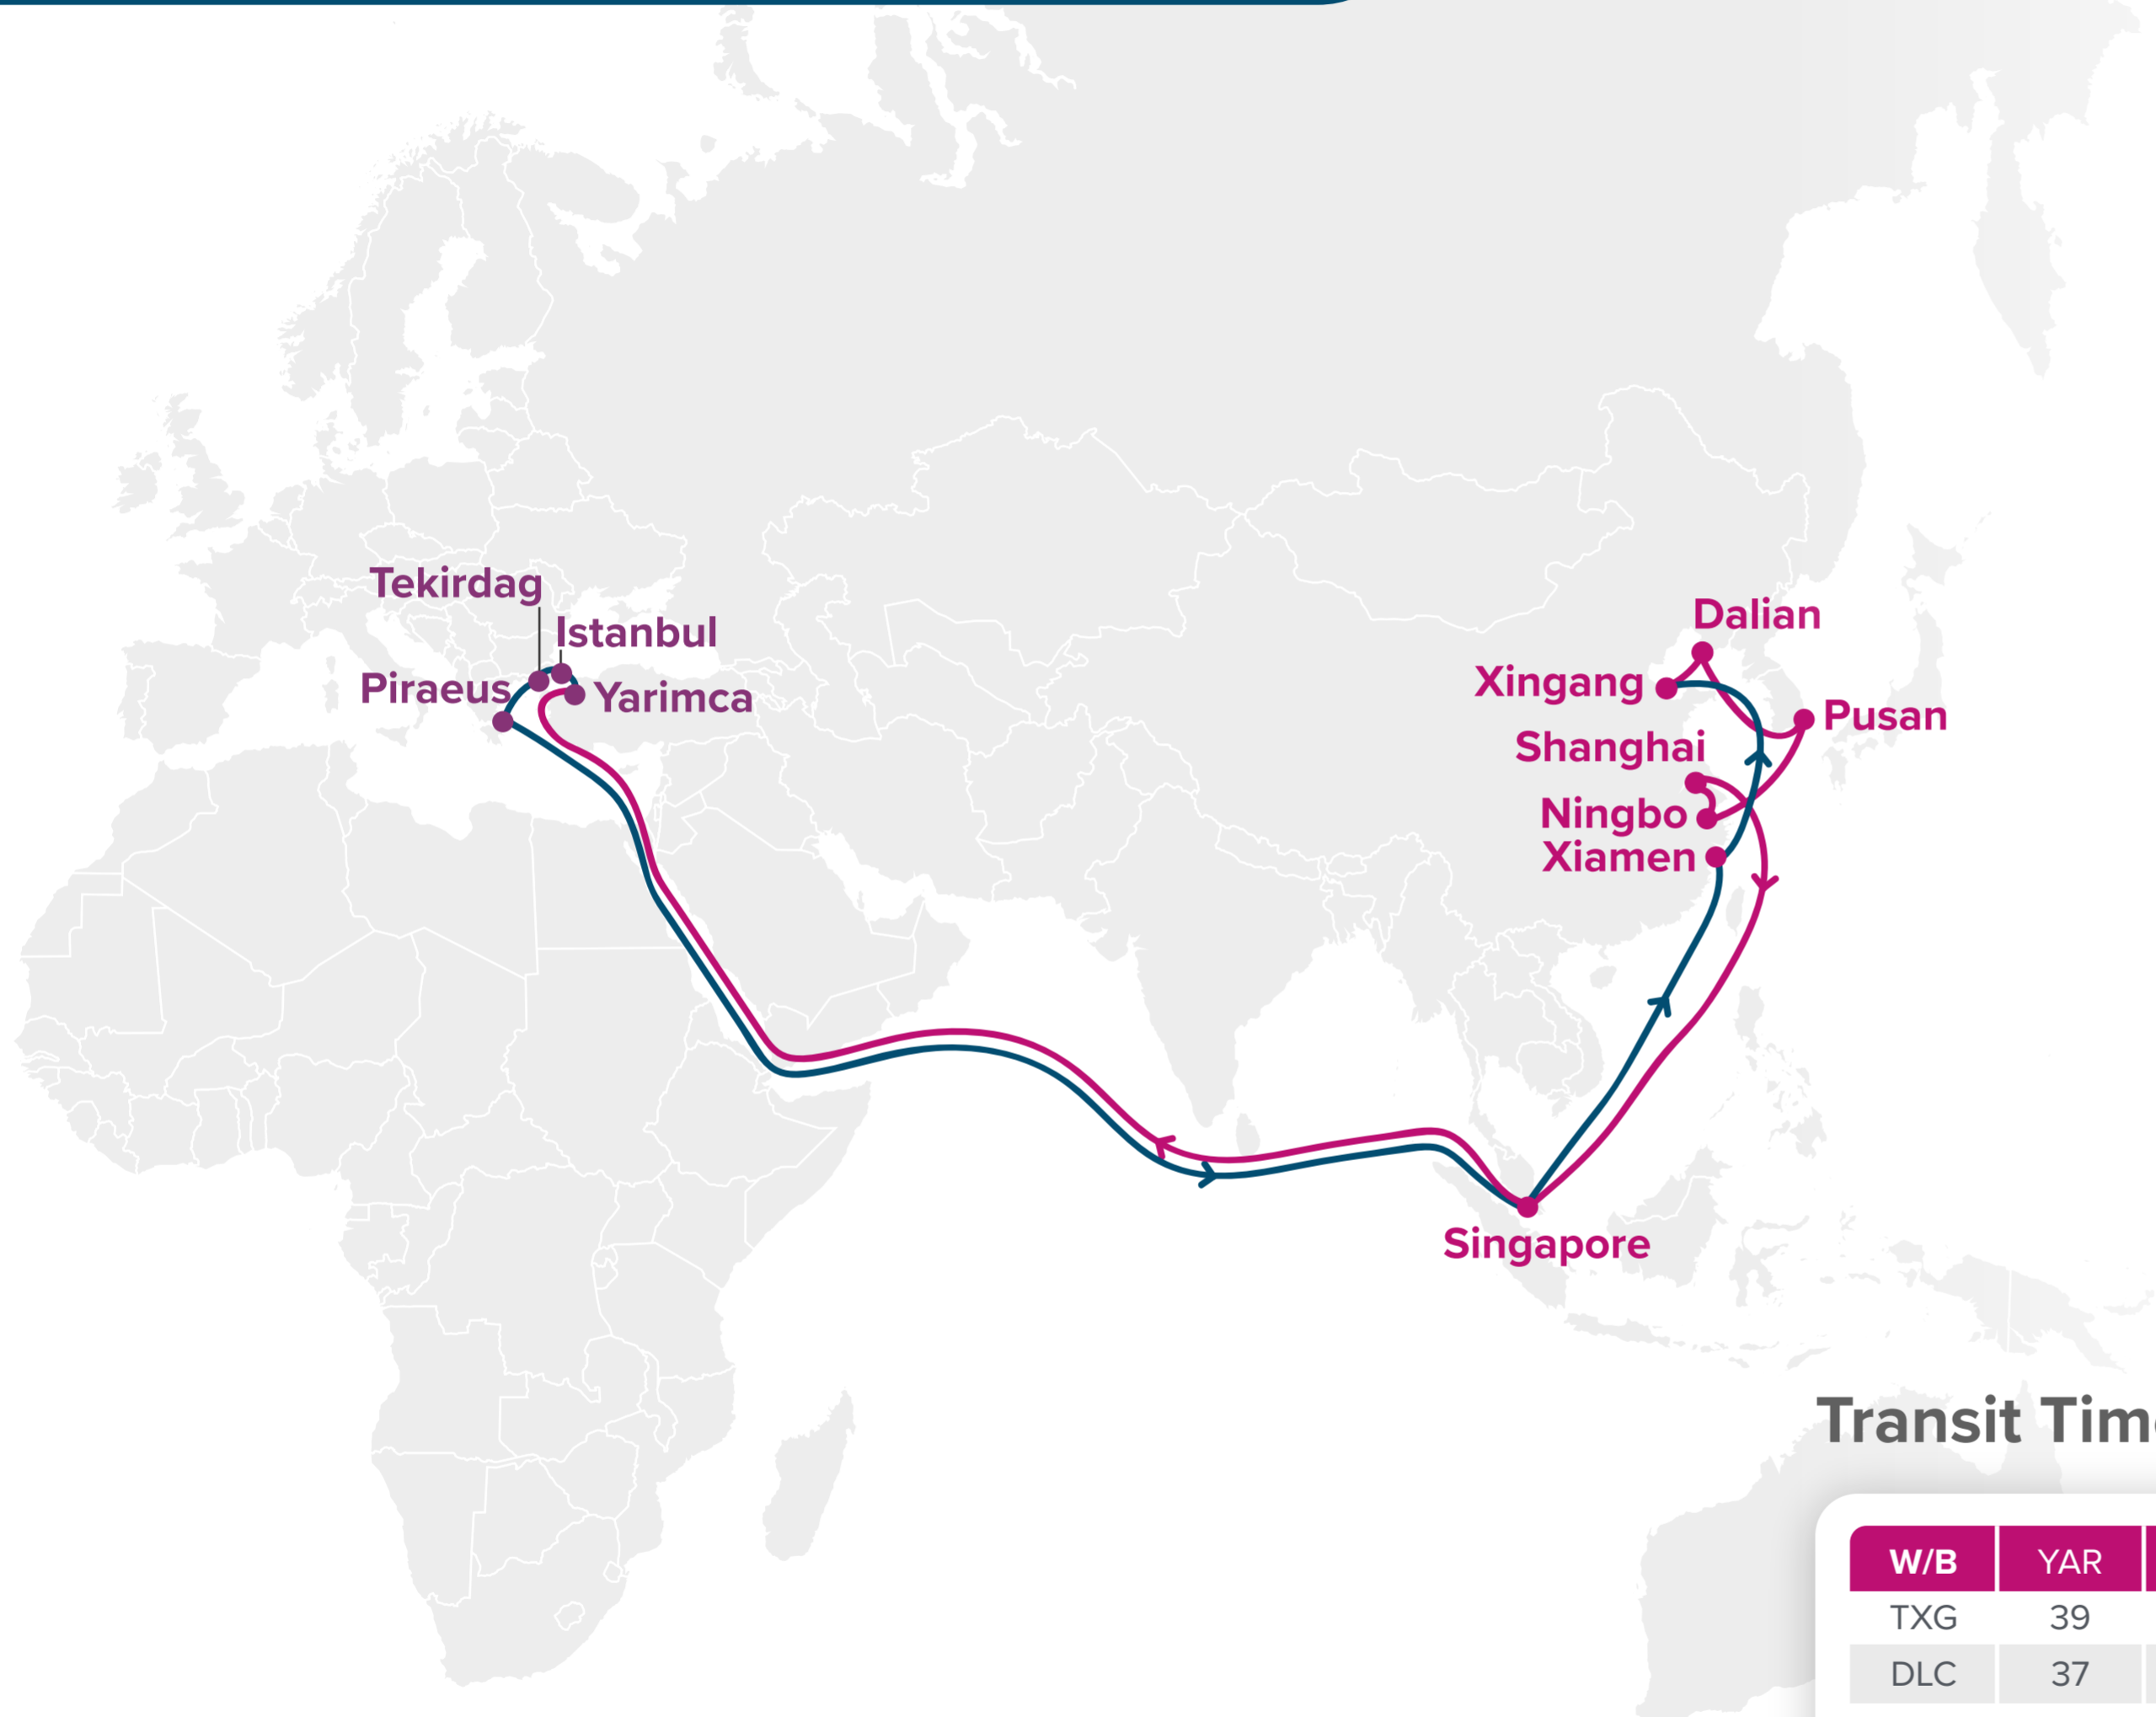 Tekirdag
Istanbul
Piraeus
Yarimca
Dalian
Xingang
Pusan
Shanghai
Ningbo
Xiamen
Singapore
Transit Tim
W/B YAR
TXG 39
DLC 37